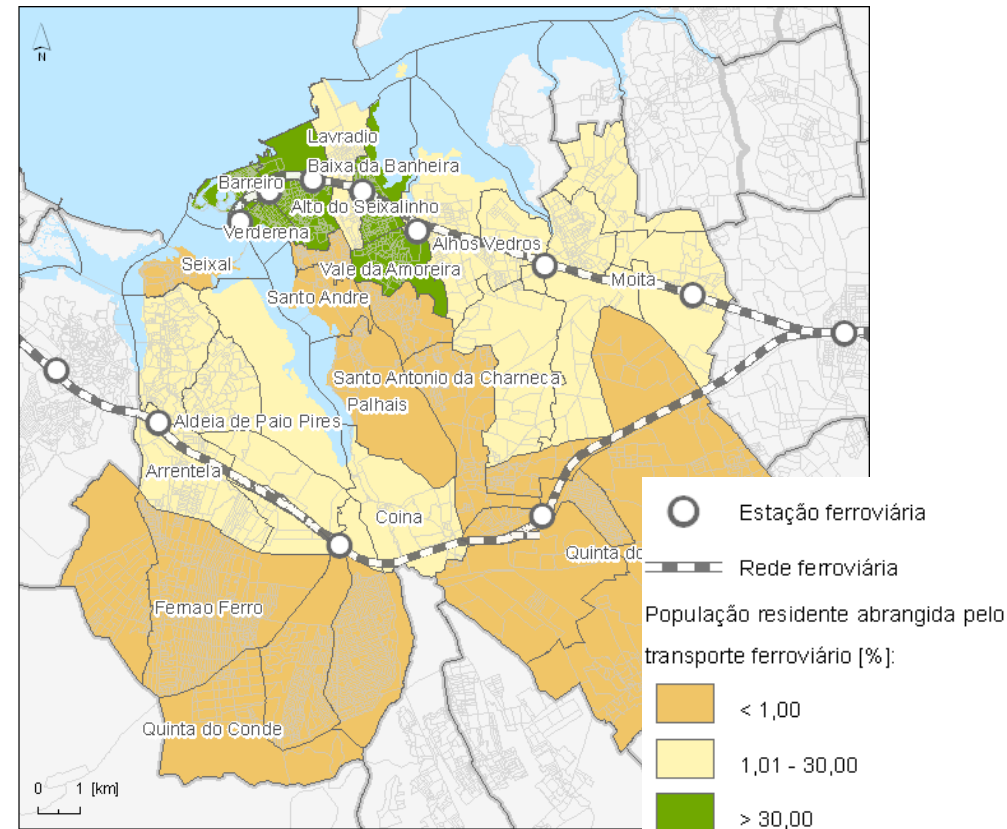 N
Lavradio
Baixa da Banheira
Barreiro
Alto do Seixalinho
Verderena
Alhos Vedros
Seixal
Vale da Amoreira
Moita
Santo Andre
Santo Antonio da Charneca
Palhais
Aldeia de Paio Pires
Arrentela
Coina
Quinta do
Fernao Ferro
Quinta do Conde
0 1 [km]
Estação ferroviária
Rede ferroviária
População residente abrangida pelo
transporte ferroviário [%]:
< 1,00
1,01 - 30,00
> 30,00